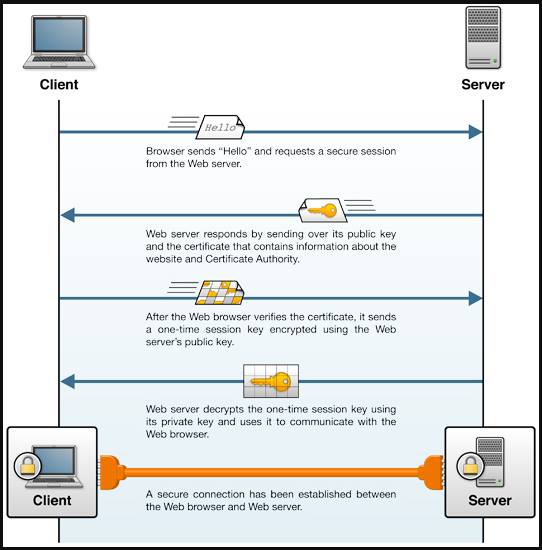 Client
Server
Hello
Browser sends “Hello” and requests a secure session
from the Web server.
Web server responds by sending over its public key
and the certificate that contains information about the
website and Certificate Authority.
After the Web browser verifies the certificate, it sends
a one-time session key encrypted using the Web
server’s public key.
Web server decrypts the one-time session key using
its private key and uses it to communicate with the
Web browser.
Client
Server
A secure connection has been established between
the Web browser and Web server.